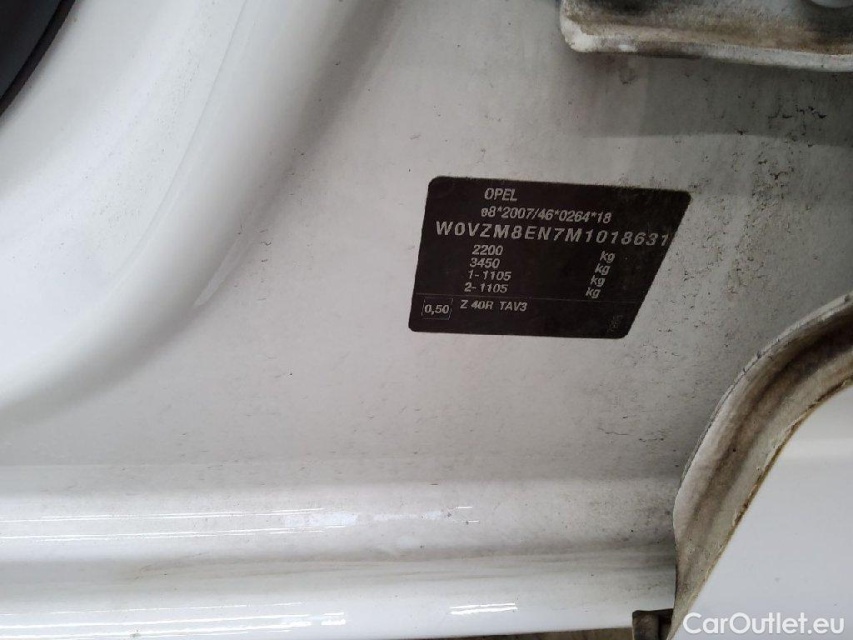 OPEL
e8*2007/46*0264*18
W0VZM8EN7M1018631
2200 kg
3450 kg
1-1105 kg
2-1105 kg
0,50 Z 40R TAV3
CarOutlet.eu